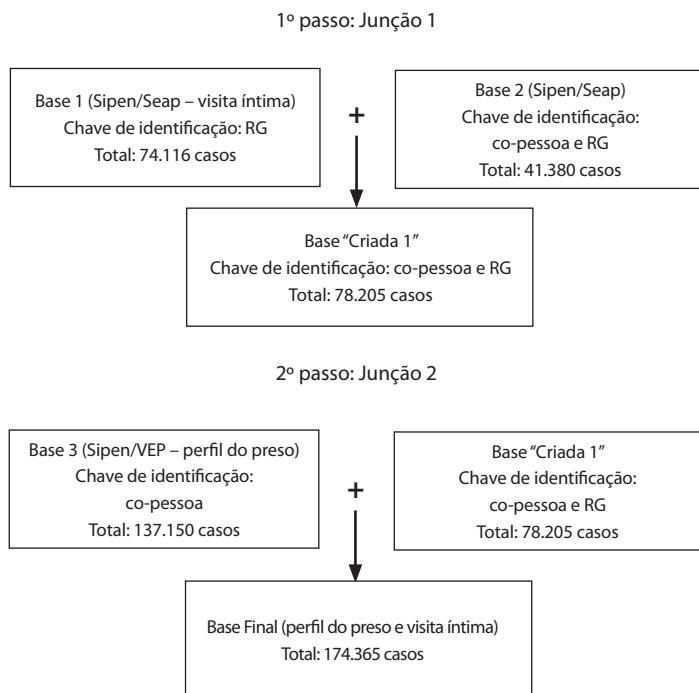 1º passo: Junção 1
Base 1 (Sipen/Seap – visita íntima)
Chave de identificação: RG
Total: 74.116 casos
+
Base 2 (Sipen/Seap)
Chave de identificação:
co-pessoa e RG
Total: 41.380 casos
Base “Criada 1”
Chave de identificação: co-pessoa e RG
Total: 78.205 casos
2º passo: Junção 2
Base 3 (Sipen/VEP – perfil do preso)
Chave de identificação:
co-pessoa
Total: 137.150 casos
+
Base “Criada 1”
Chave de identificação:
co-pessoa e RG
Total: 78.205 casos
Base Final (perfil do preso e visita íntima)
Total: 174.365 casos